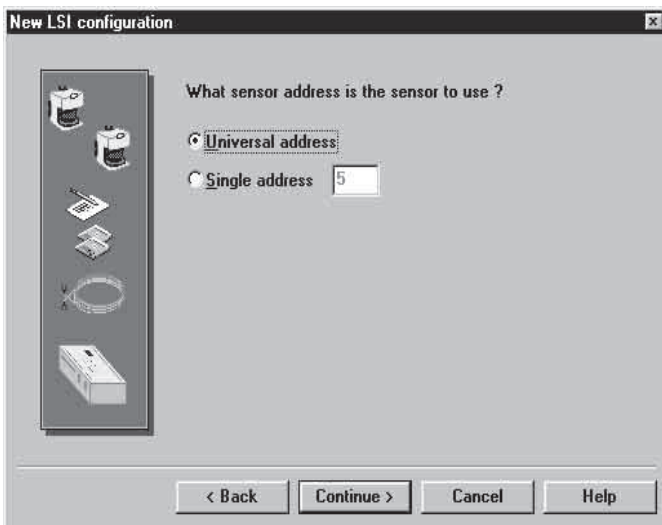 New LSI configuration
What sensor address is the sensor to use ?
Universal address
Single address 5
< Back Continue > Cancel Help